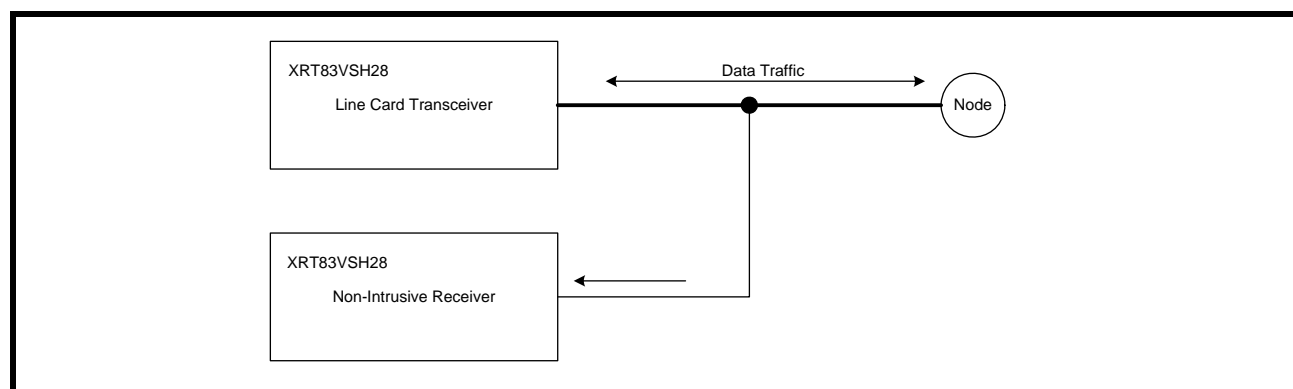 XRT83VSH28
Line Card Transceiver
Data Traffic
Node
XRT83VSH28
Non-Intrusive Receiver